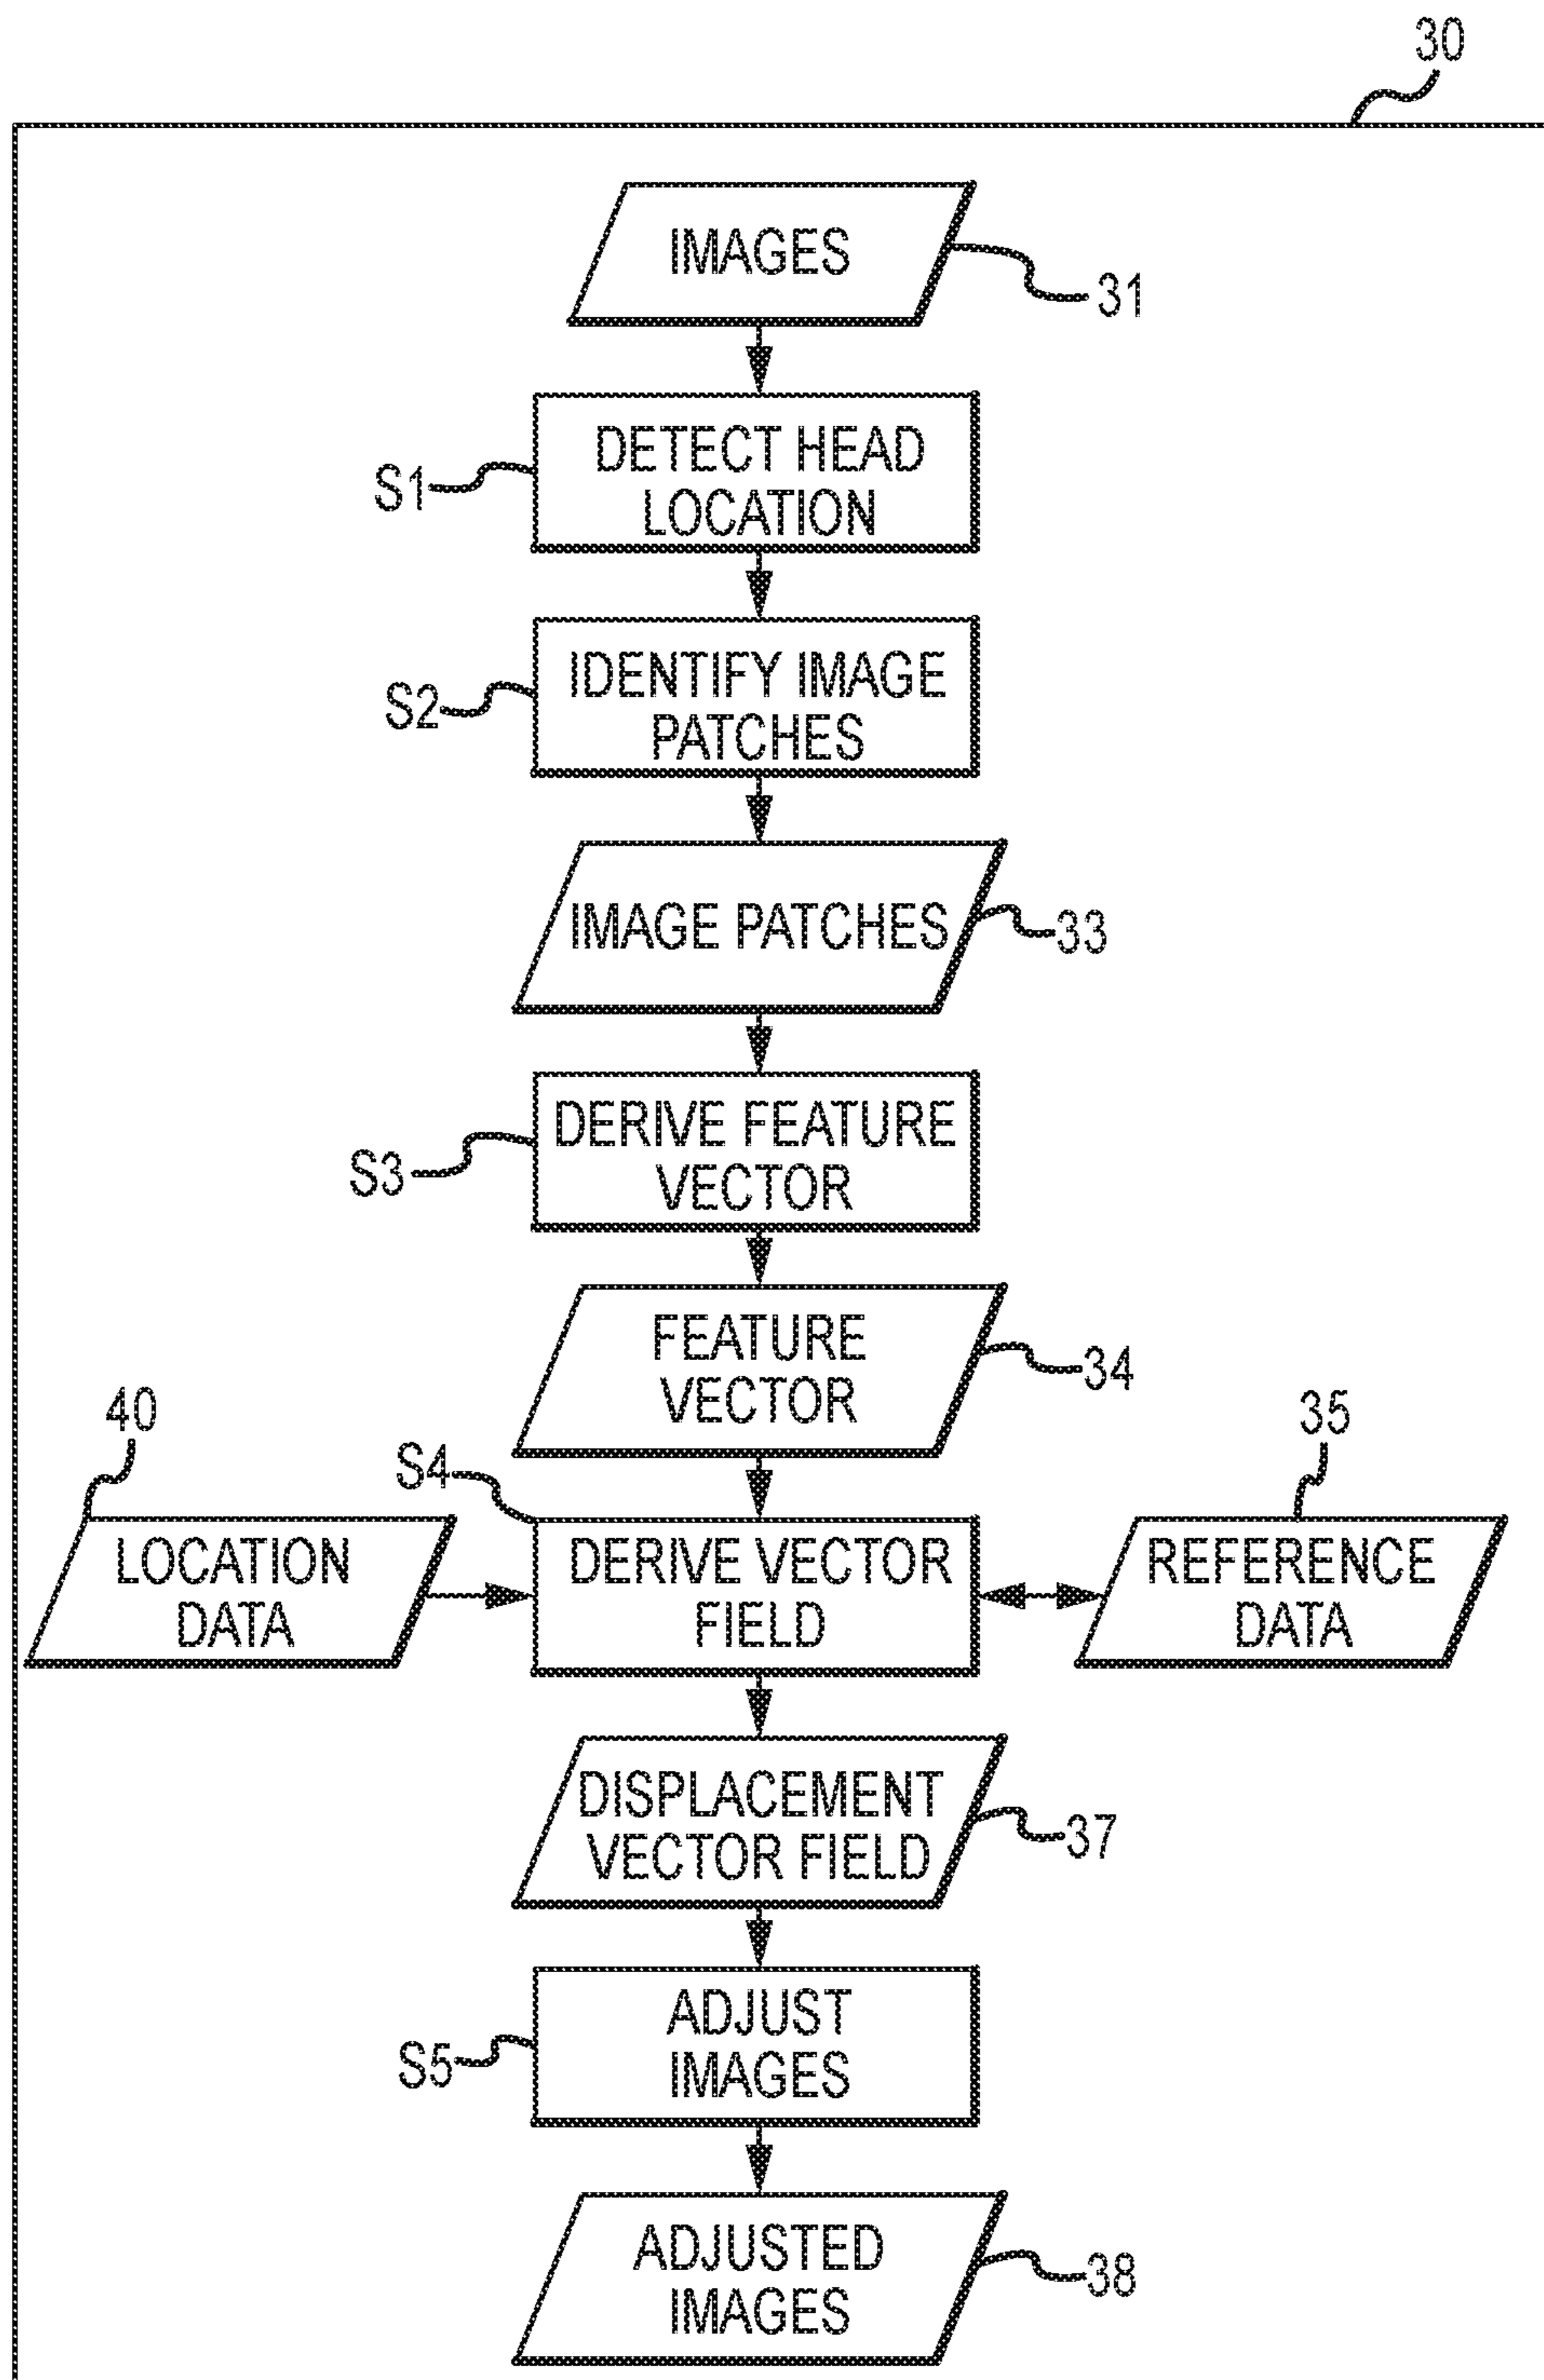 30
IMAGES
31
DETECT HEAD
LOCATION
S1
IDENTIFY IMAGE
PATCHES
S2
IMAGE PATCHES
33
DERIVE FEATURE
VECTOR
S3
FEATURE
VECTOR
34
40
S4
35
LOCATION
DATA
DERIVE VECTOR
FIELD
REFERENCE
DATA
DISPLACEMENT
VECTOR FIELD
37
ADJUST
IMAGES
S5
ADJUSTED
IMAGES
38